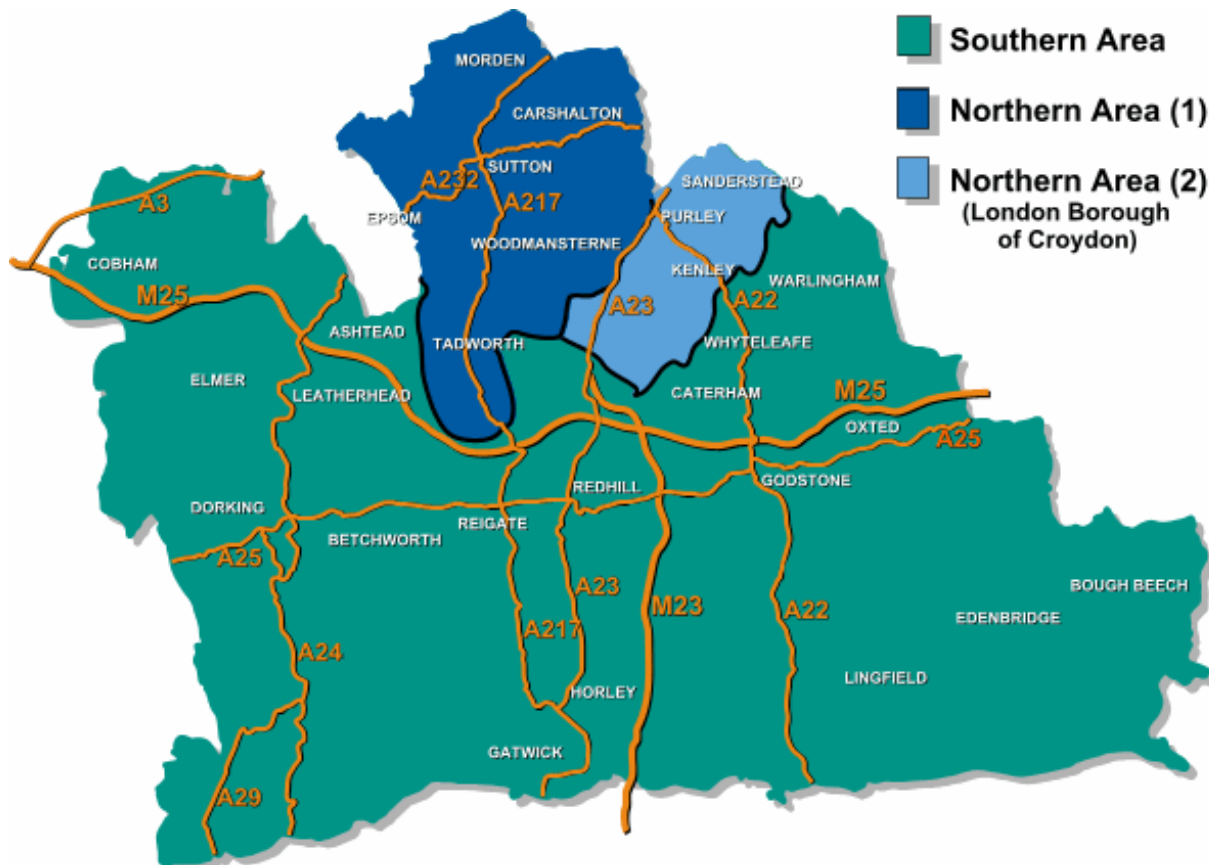 Southern Area
Northern Area (1)
Northern Area (2)
(London Borough
of Croydon)
MORDEN
CARSHALTON
SUTTON
A232
A217
EPSOM
WOODMANSTERNE
SANDERSTEAD
PURLEY
KENLEY
A3
COBHAM
M25
A23
A22
WARLINGHAM
ASHTEAD
TADWORTH
WHYTELEAFE
ELMER
LEATHERHEAD
CATERHAM
M25
OXTED
A25
REDHILL
GODSTONE
DORKING
REIGATE
BETCHWORTH
A25
A23
M23
A22
BOUGH BEECH
EDENBRIDGE
A217
A24
LINGFIELD
HORLEY
GATWICK
A29